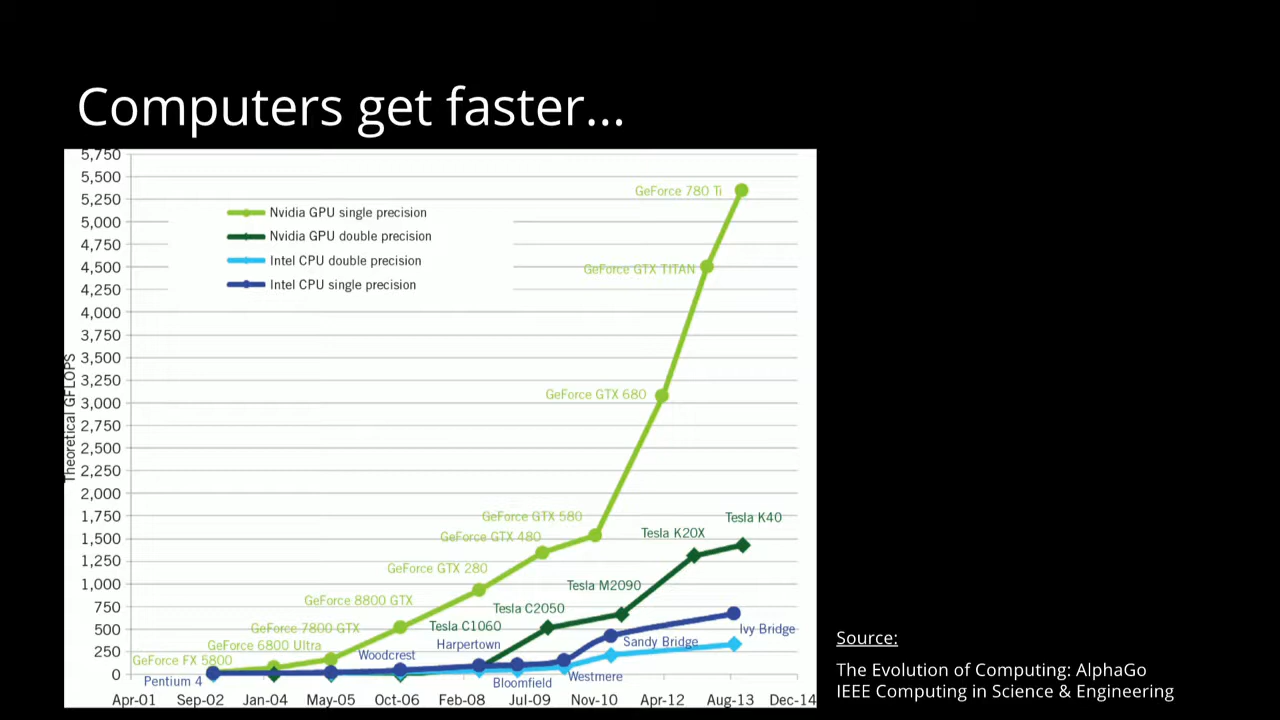 Computers get faster...
5,750
5,500
5,250
5,000
4,750
4,500
4,250
4,000
3,750
3,500
3,250
3,000
2,750
2,500
2,250
2,000
1,750
1,500
1,250
1,000
750
500
250
0
Theoretical GFLOPS
Nvidia GPU single precision
Nvidia GPU double precision
Intel CPU double precision
Intel CPU single precision
GeForce 780 Ti
GeForce GTX TITAN
GeForce GTX 680
GeForce GTX 580
GeForce GTX 480
GeForce GTX 280
GeForce 8800 GTX
GeForce 7800 GTX
GeForce 6800 Ultra
GeForce FX 5800
Tesla K40
Tesla K20X
Tesla M2090
Tesla C2050
Tesla C1060
Pentium 4
Woodcrest
Harpertown
Bloomfield
Westmere
Sandy Bridge
Ivy Bridge
Apr-01 Sep-02 Jan-04 May-05 Oct-06 Feb-08 Jul-09 Nov-10 Apr-12 Aug-13 Dec-14
Source:
The Evolution of Computing: AlphaGo
IEEE Computing in Science & Engineering